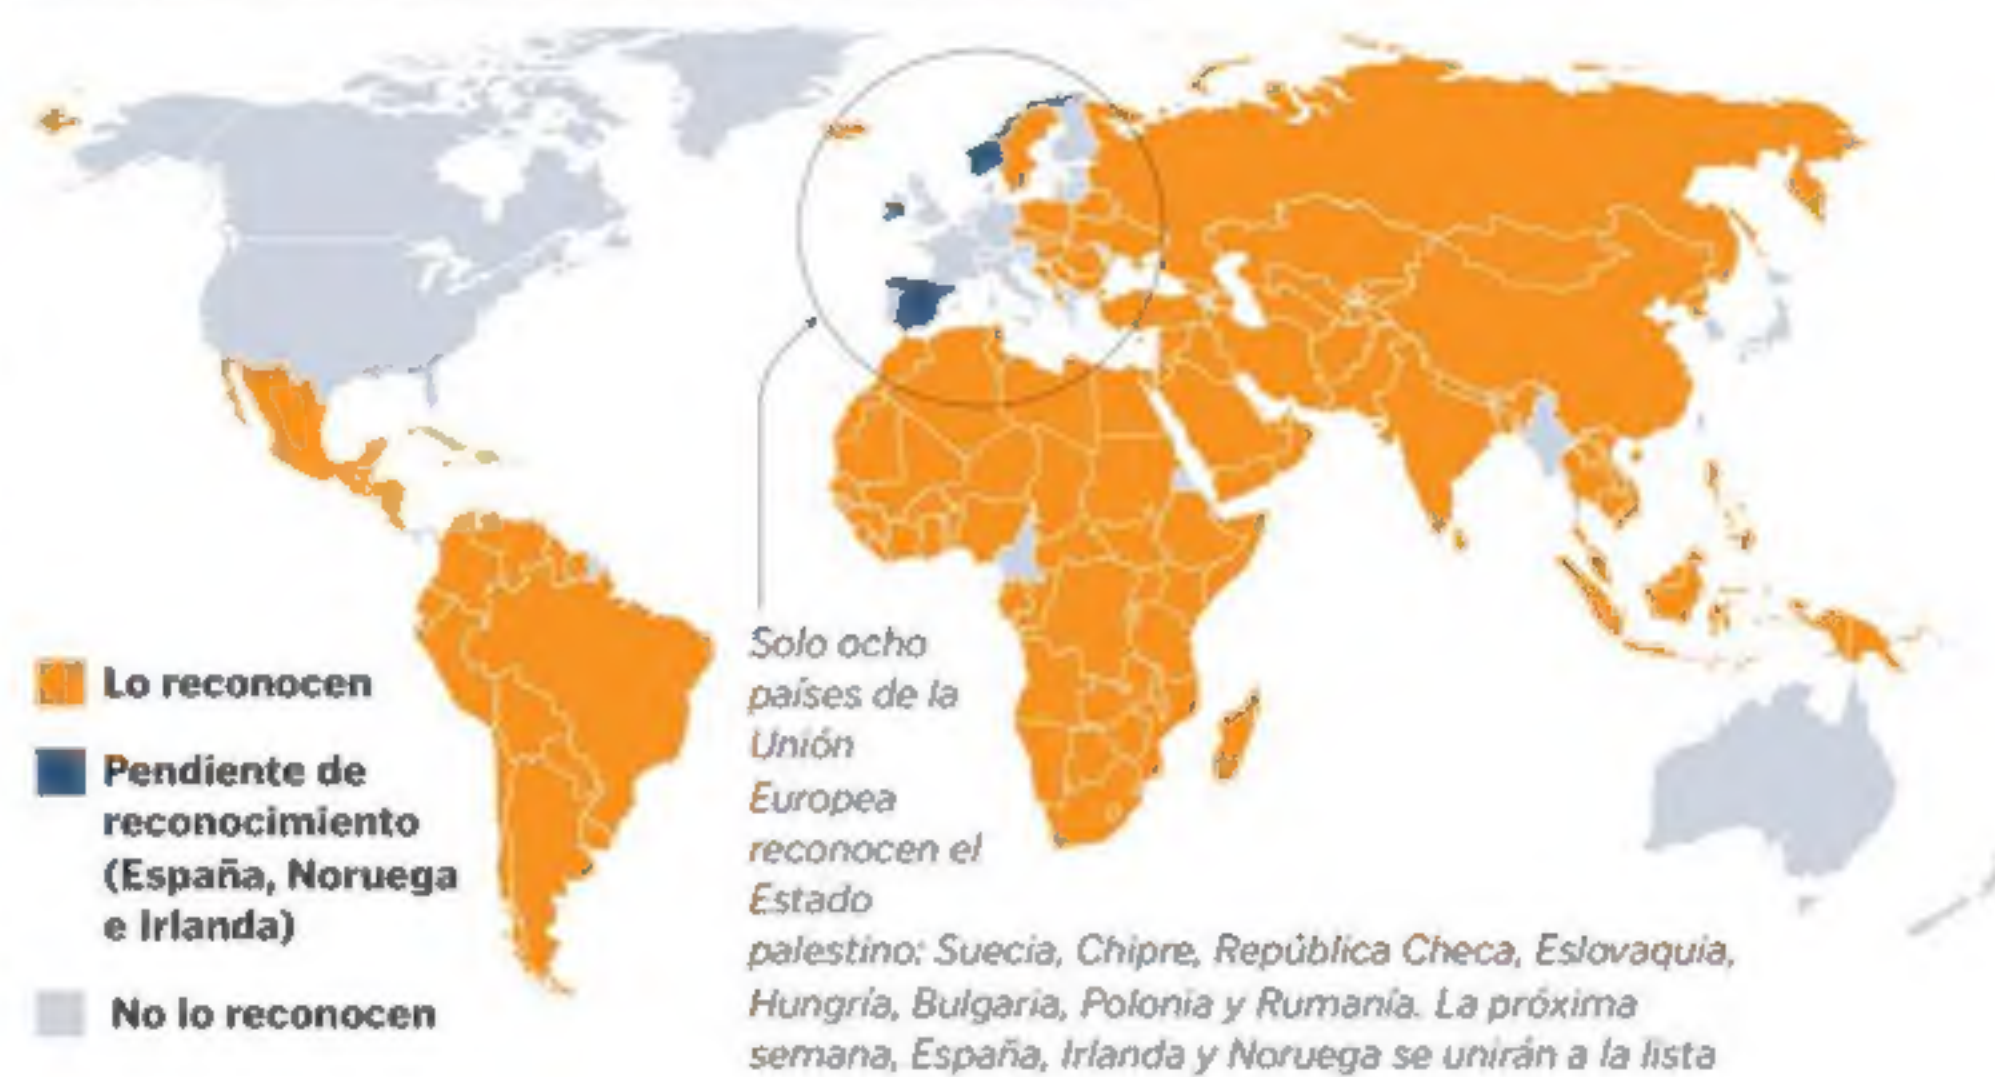 Lo reconocen
Pendiente de
reconocimiento
(España, Noruega
e Irlanda)
No lo reconocen
Solo ocho
países de la
Unión
Europea
reconocen el
Estado
palestino: Suecia, Chipre, República Checa, Eslovaquia,
Hungría, Bulgaria, Polonia y Rumanía. La próxima
semana, España, Irlanda y Noruega se unirán a la lista